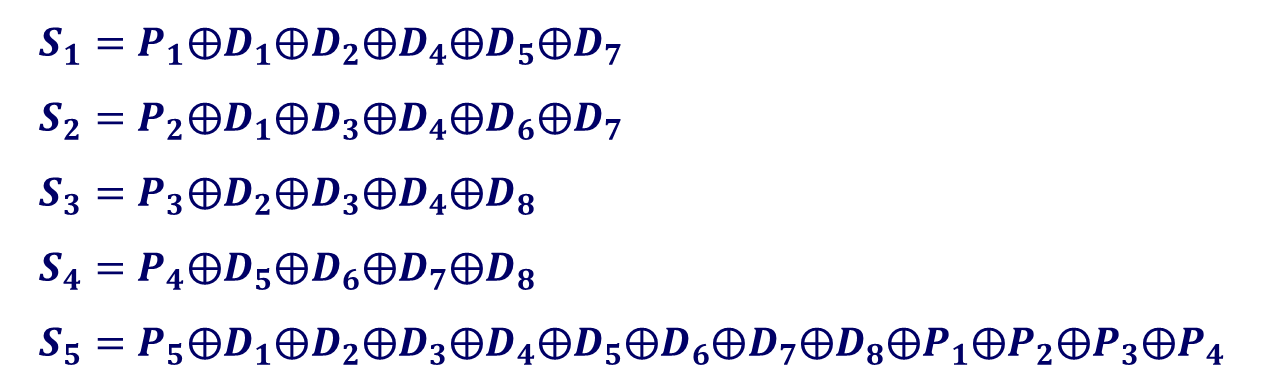 S₁ = P₁⊕D₁⊕D₂⊕D₄⊕D₅⊕D₇
S₂ = P₂⊕D₁⊕D₃⊕D₄⊕D₆⊕D₇
S₃ = P₃⊕D₂⊕D₃⊕D₄⊕D₈
S₄ = P₄⊕D₅⊕D₆⊕D₇⊕D₈
S₅ = P₅⊕D₁⊕D₂⊕D₃⊕D₄⊕D₅⊕D₆⊕D₇⊕D₈⊕P₁⊕P₂⊕P₃⊕P₄